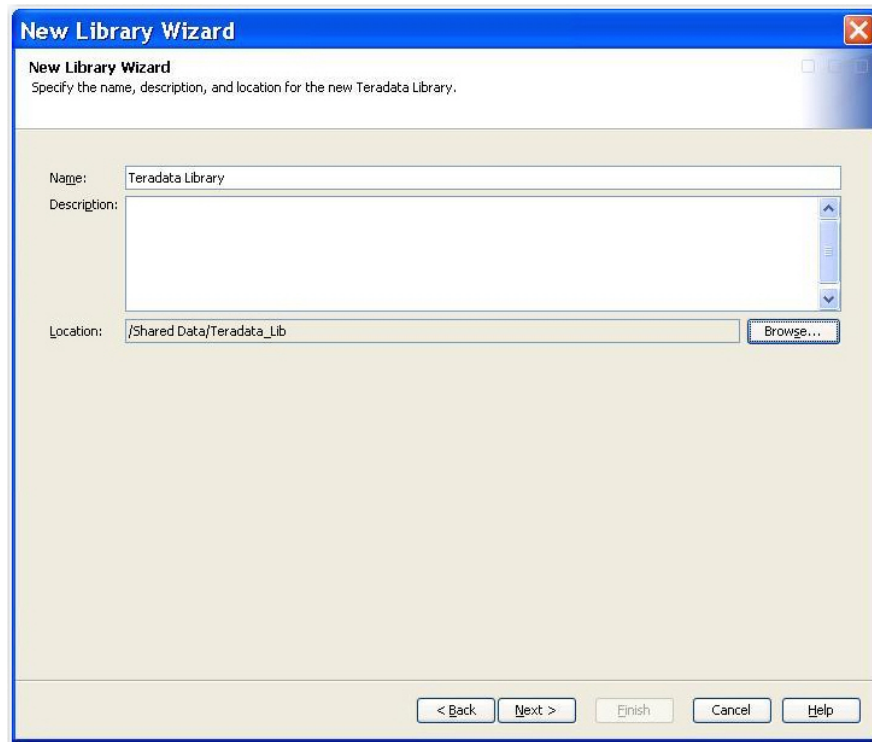 New Library Wizard
New Library Wizard
Specify the name, description, and location for the new Teradata Library.
Name: Teradata Library
Description:
Location: /Shared Data/Teradata_Lib Browse...
< Back Next > Finish Cancel Help